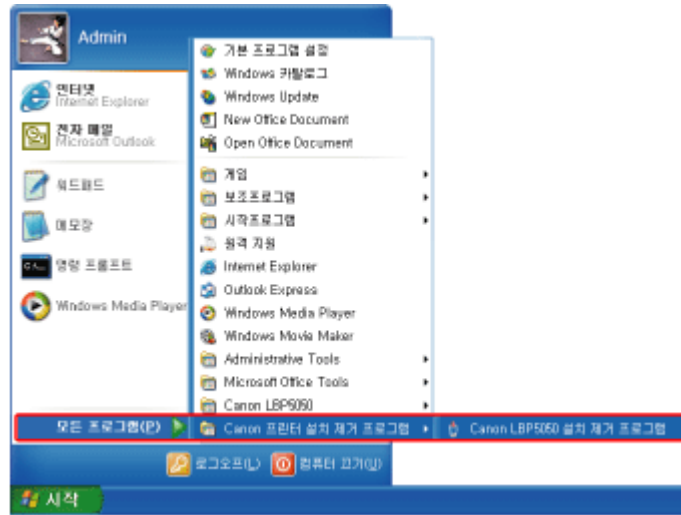 Admin
인터넷
Internet Explorer
전자 메일
Microsoft Outlook
워드패드
메모장
명령 프롬프트
Windows Media Player
기본 프로그램 설정
Windows 카탈로그
Windows Update
New Office Document
Open Office Document
게임
보조프로그램
시작프로그램
원격 지원
Internet Explorer
Outlook Express
Windows Media Player
Windows Movie Maker
Administrative Tools
Microsoft Office Tools
Canon LBP5050
모든 프로그램(P)
Canon 프린터 설치 제거 프로그램
Canon LBP5050 설치 제거 프로그램
로그오프(L)
컴퓨터 끄기(U)
시작